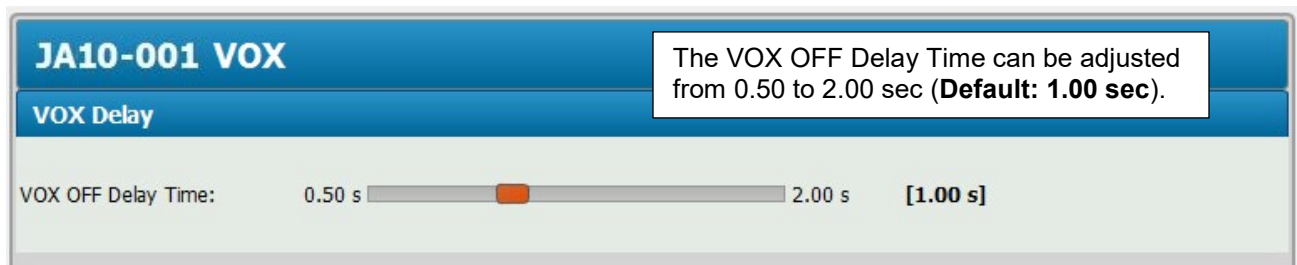 JA10-001 VOX
The VOX OFF Delay Time can be adjusted
from 0.50 to 2.00 sec (Default: 1.00 sec).
VOX Delay
VOX OFF Delay Time: 0.50 s 2.00 s [1.00 s]